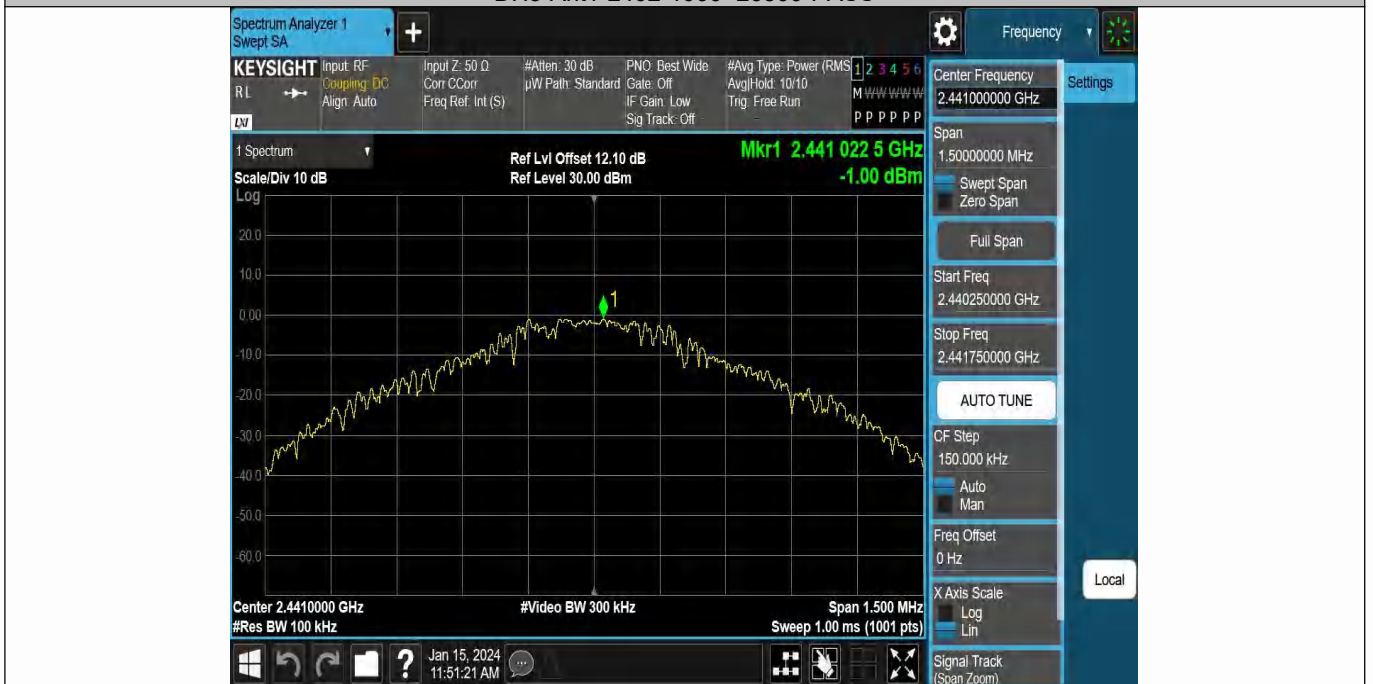 Spectrum Analyzer 1
Swept SA
+
Frequency
KEYSIGHT
RL
LXI
Input: RF
Coupling: DC
Align: Auto
Input Z: 50 Ω
Corr CCorr
Freq Ref: Int (S)
#Atten: 30 dB
µW Path: Standard
PNO: Best Wide
Gate: Off
IF Gain: Low
Sig Track: Off
#Avg Type: Power (RMS
Avg|Hold: 10/10
Trig: Free Run
1 2 3 4 5 6
M W W W W W
P P P P P P
Center Frequency
2.441000000 GHz
Settings
1 Spectrum
Scale/Div 10 dB
Ref Lvl Offset 12.10 dB
Ref Level 30.00 dBm
Mkr1 2.441 022 5 GHz
-1.00 dBm
Span
1.50000000 MHz
Swept Span
Zero Span
Full Span
Start Freq
2.440250000 GHz
Stop Freq
2.441750000 GHz
AUTO TUNE
CF Step
150.000 kHz
Auto
Man
Freq Offset
0 Hz
X Axis Scale
Log
Lin
Signal Track
(Span Zoom)
Local
Log
20.0
10.0
0.00
-10.0
-20.0
-30.0
-40.0
-50.0
-60.0
1
Center 2.4410000 GHz
#Res BW 100 kHz
#Video BW 300 kHz
Span 1.500 MHz
Sweep 1.00 ms (1001 pts)
?
Jan 15, 2024
11:51:21 AM